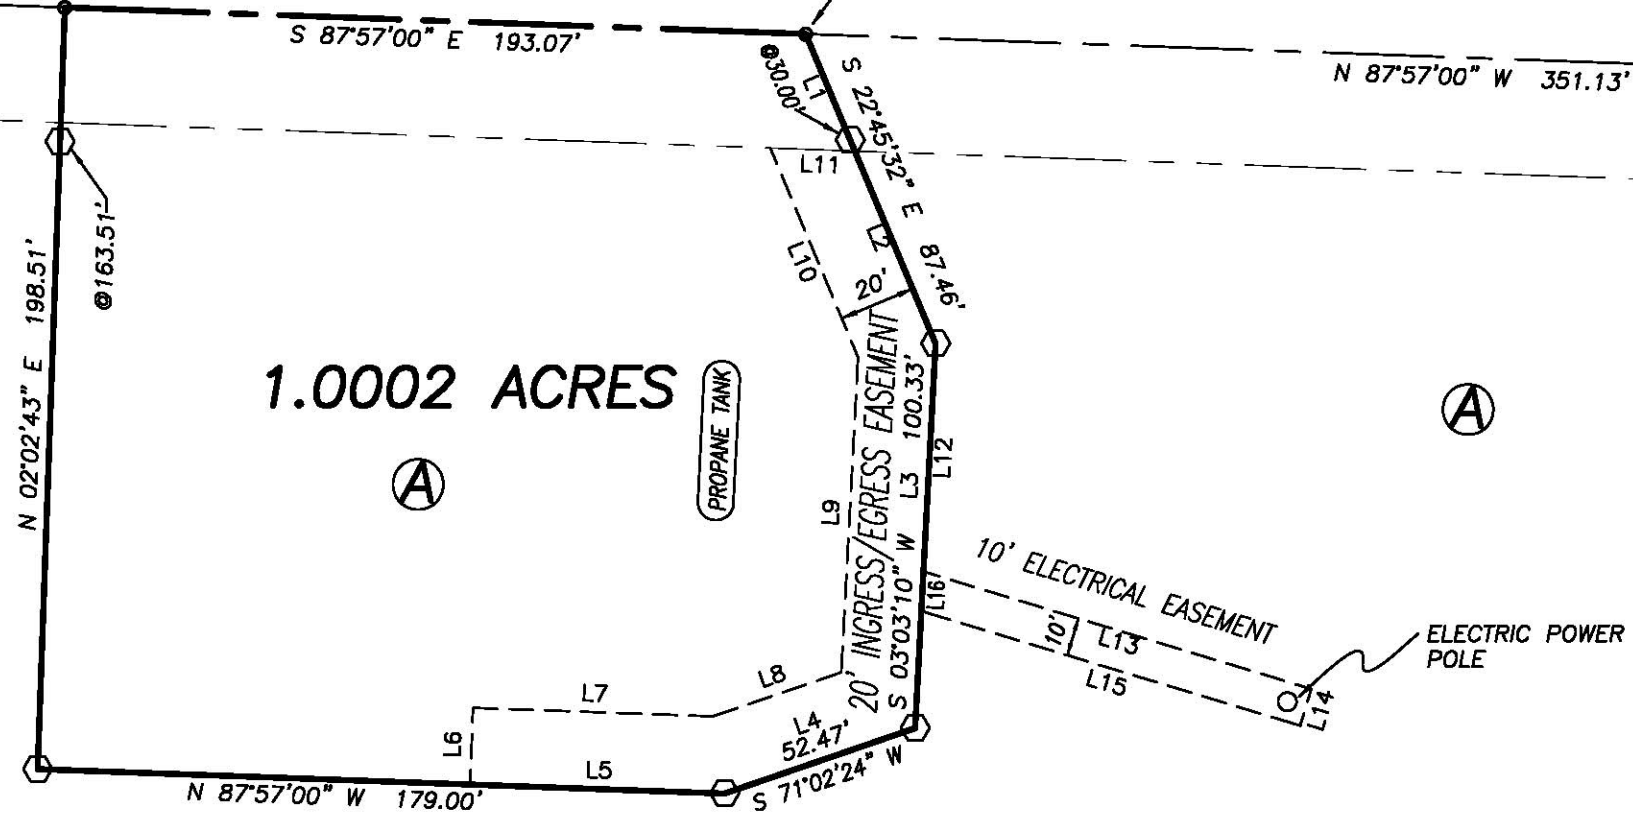 S 87°57'00" E 193.07'
N 87°57'00" W 351.13'
@30.00'
L1
S 22°45'32" E 87.46'
L11
L2
L10
20'
@163.51'
N 02°02'43" E 198.51'
1.0002 ACRES
PROPANE TANK
A
A
20' INGRESS/EGRESS EASEMENT
S 03°03'10" W L3 100.33'
L12
L9
L16
10' ELECTRICAL EASEMENT
10'
L13
L15
L14
ELECTRIC POWER
POLE
L8
L7
L6
L5
L4
52.47'
S 71°02'24" W
N 87°57'00" W 179.00'